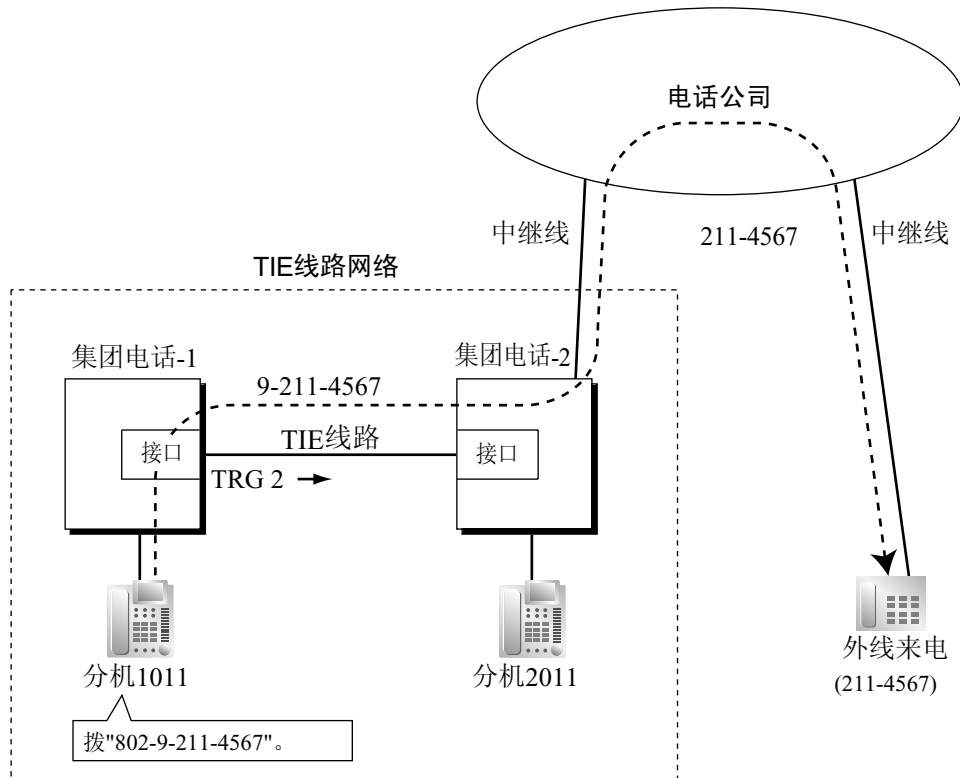 电话公司
中继线
211-4567
中继线
TIE线路网络
集团电话-1
集团电话-2
9-211-4567
接口
TIE线路
接口
TRG 2
分机1011
分机2011
外线来电
(211-4567)
拨"802-9-211-4567"。